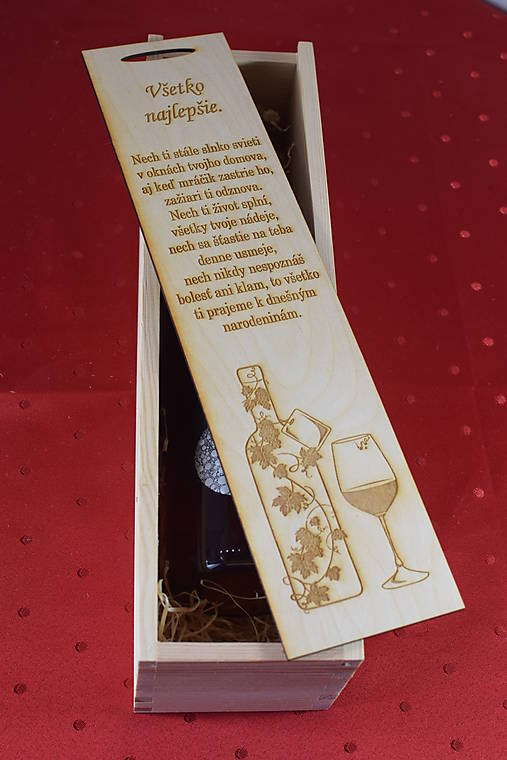 Všetko
najlepšie.
Nech ti stále slnko svieti
v oknách tvojho domova,
aj keď mráčik zastrie ho,
zažiari ti odznova.
Nech ti život splní,
všetky tvoje nádeje,
nech sa šťastie na teba
denne usmeje,
nech nikdy nespoznáš
bolesť ani klam, to všetko
ti prajeme k dnešným
narodeninám.